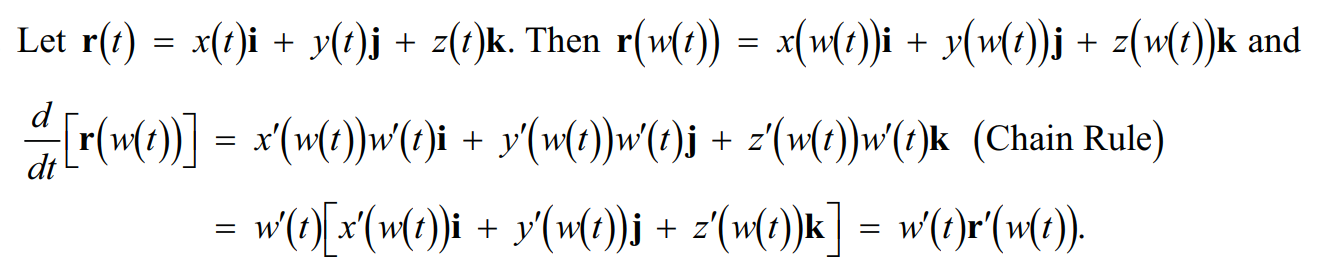 Let r(t) = x(t)i + y(t)j + z(t)k. Then r(w(t)) = x(w(t))i + y(w(t))j + z(w(t))k and
d/dt [r(w(t))] = x′(w(t))w′(t)i + y′(w(t))w′(t)j + z′(w(t))w′(t)k (Chain Rule)
= w′(t)[x′(w(t))i + y′(w(t))j + z′(w(t))k] = w′(t)r′(w(t)).